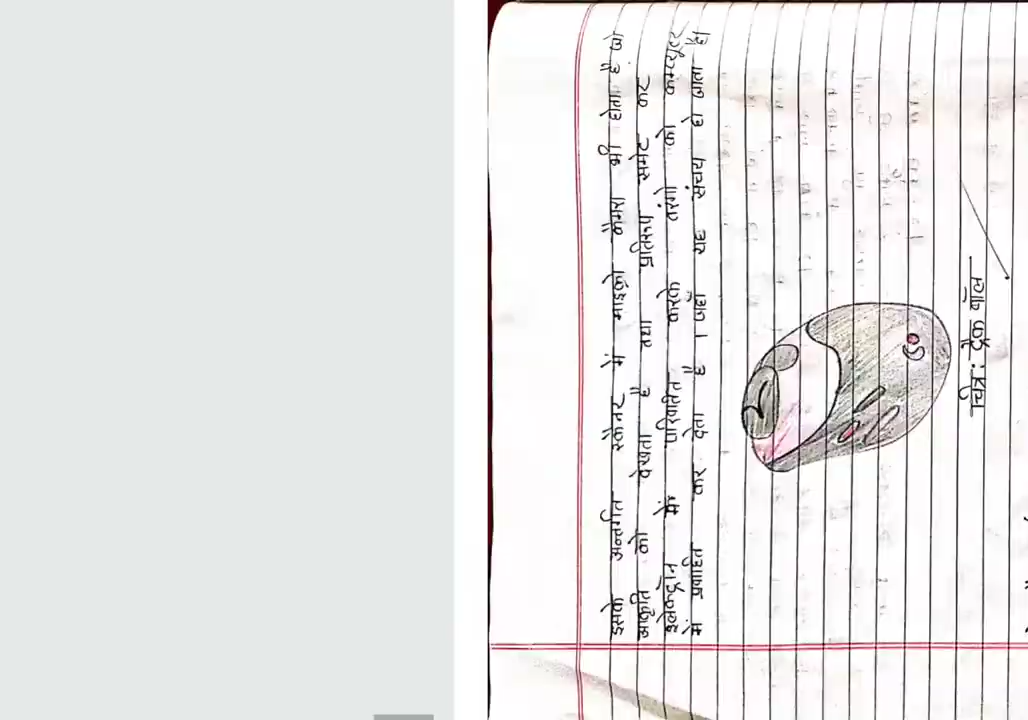 इसके अन्तर्गत स्कैनर में माइक्रो कैमरा भी होता है जो
आकृति को देखता है तथा प्रतिरूप समेट कर
इलेक्ट्रॉन में परिवर्तित करके तरंगो को कम्प्यूटर
में प्रवाहित कर देता है । जहाँ यह संचय हो जाता है।
चित्र: ट्रैक बॉल